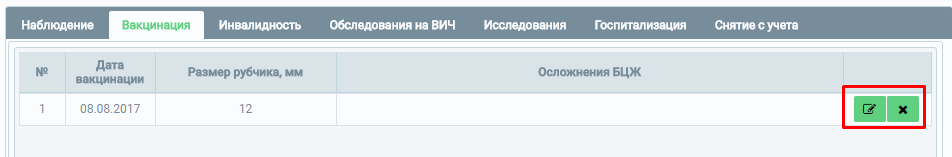 Наблюдение Вакцинация Инвалидность Обследования на ВИЧ Исследования Госпитализация Снятие с учета
№ Дата вакцинации Размер рубчика, мм Осложнения БЦЖ
1 08.08.2017 12